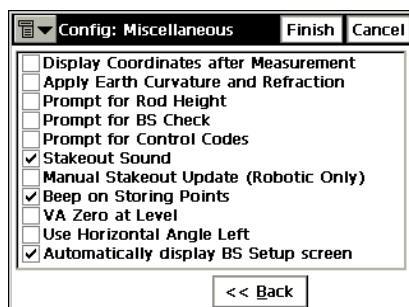 Config: Miscellaneous Finish Cancel
Display Coordinates after Measurement
Apply Earth Curvature and Refraction
Prompt for Rod Height
Prompt for BS Check
Prompt for Control Codes
Stakeout Sound
Manual Stakeout Update (Robotic Only)
Beep on Storing Points
VA Zero at Level
Use Horizontal Angle Left
Automatically display BS Setup screen
<< Back